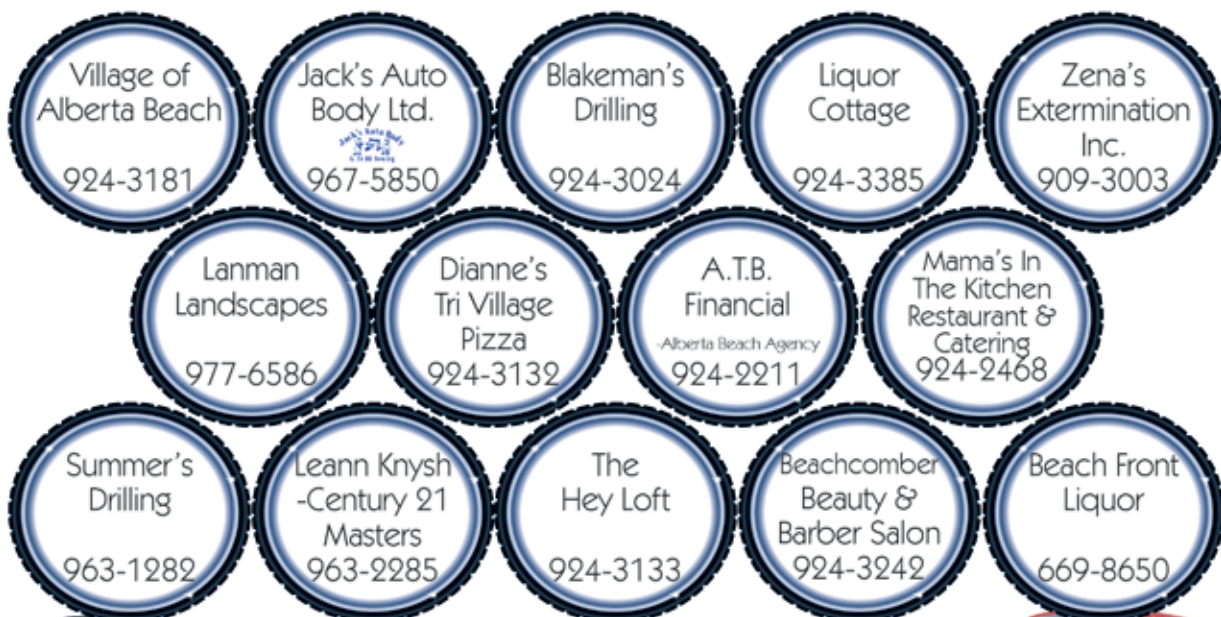 Village of
Alberta Beach
924-3181
Jack's Auto
Body Ltd.
Jack's Auto Body
967-5850
Blakeman's
Drilling
924-3024
Liquor
Cottage
924-3385
Zena's
Extermination
Inc.
909-3003
Lanman
Landscapes
977-6586
Dianne's
Tri Village
Pizza
924-3132
A.T.B.
Financial
-Alberta Beach Agency
924-2211
Mama's In
The Kitchen
Restaurant &
Catering
924-2468
Summer's
Drilling
963-1282
Leann Knysh
-Century 21
Masters
963-2285
The
Hey Loft
924-3133
Beachcomber
Beauty &
Barber Salon
924-3242
Beach Front
Liquor
669-8650